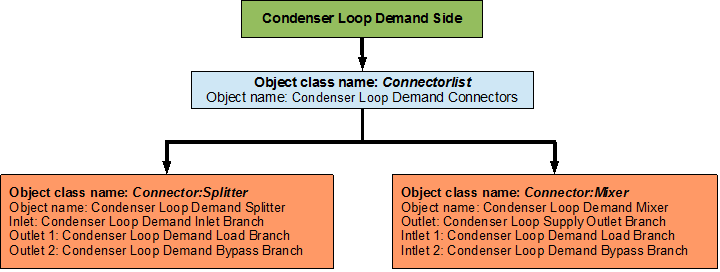 Condenser Loop Demand Side
Object class name: Connectorlist
Object name: Condenser Loop Demand Connectors
Object class name: Connector:Splitter
Object name: Condenser Loop Demand Splitter
Inlet: Condenser Loop Demand Inlet Branch
Outlet 1: Condenser Loop Demand Load Branch
Outlet 2: Condenser Loop Demand Bypass Branch
Object class name: Connector:Mixer
Object name: Condenser Loop Demand Mixer
Outlet: Condenser Loop Supply Outlet Branch
Intlet 1: Condenser Loop Demand Load Branch
Intlet 2: Condenser Loop Demand Bypass Branch